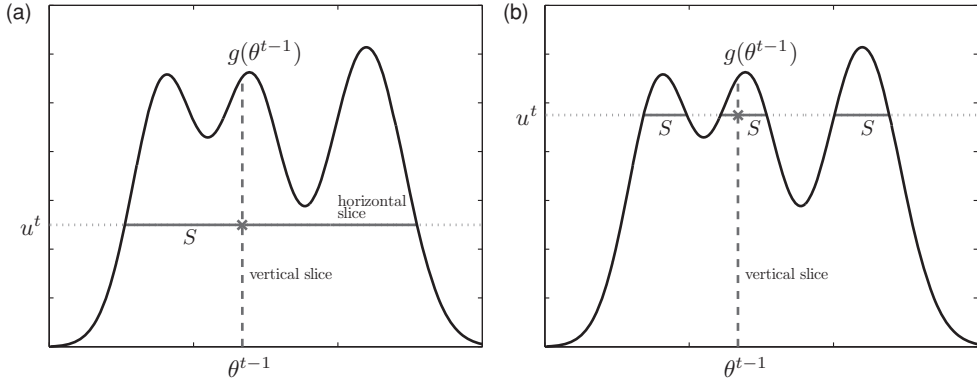 (a)
g(θ^{t−1})
horizontal
slice
u^t
S
vertical slice
θ^{t−1}
(b)
g(θ^{t−1})
u^t
S
S
S
vertical slice
θ^{t−1}